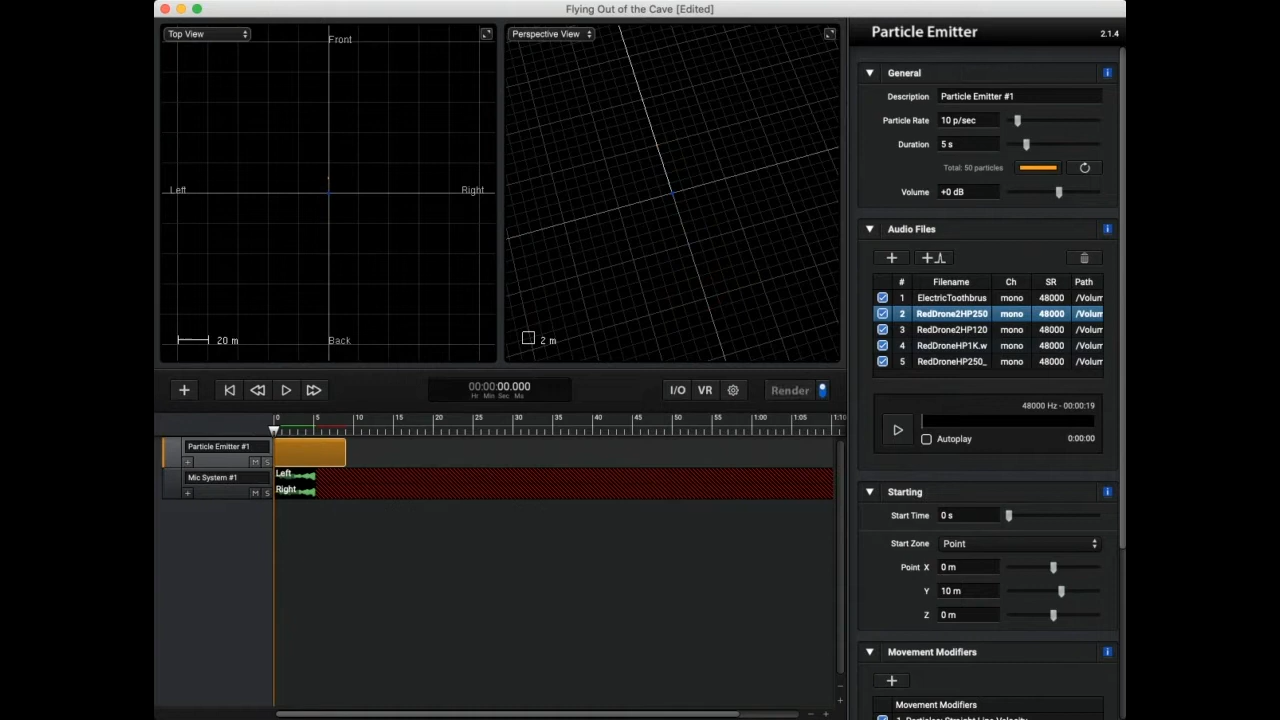 Flying Out of the Cave [Edited]
Top View
Front
Left
Right
20 m
Back
Perspective View
2 m
00:00:00.000
Hr Min Sec Ms
I/O VR
Render
0 5 10 15 20 25 30 35 40 45 50 55 1:00 1:05 1:10
Particle Emitter #1
+ M S
Mic System #1
+ M S
Left
Right
Particle Emitter 2.1.4
General
Description Particle Emitter #1
Particle Rate 10 p/sec
Duration 5 s
Total: 50 particles
Volume +0 dB
Audio Files
# Filename Ch SR Path
1 ElectricToothbrus mono 48000 /Volum
2 RedDrone2HP250 mono 48000 /Volum
3 RedDrone2HP120 mono 48000 /Volum
4 RedDroneHP1K.w mono 48000 /Volum
5 RedDroneHP250_ mono 48000 /Volum
48000 Hz - 00:00:19
Autoplay 0:00:00
Starting
Start Time 0 s
Start Zone Point
Point X 0 m
Y 10 m
Z 0 m
Movement Modifiers
Movement Modifiers
1. Particles: Straight Line Velocity